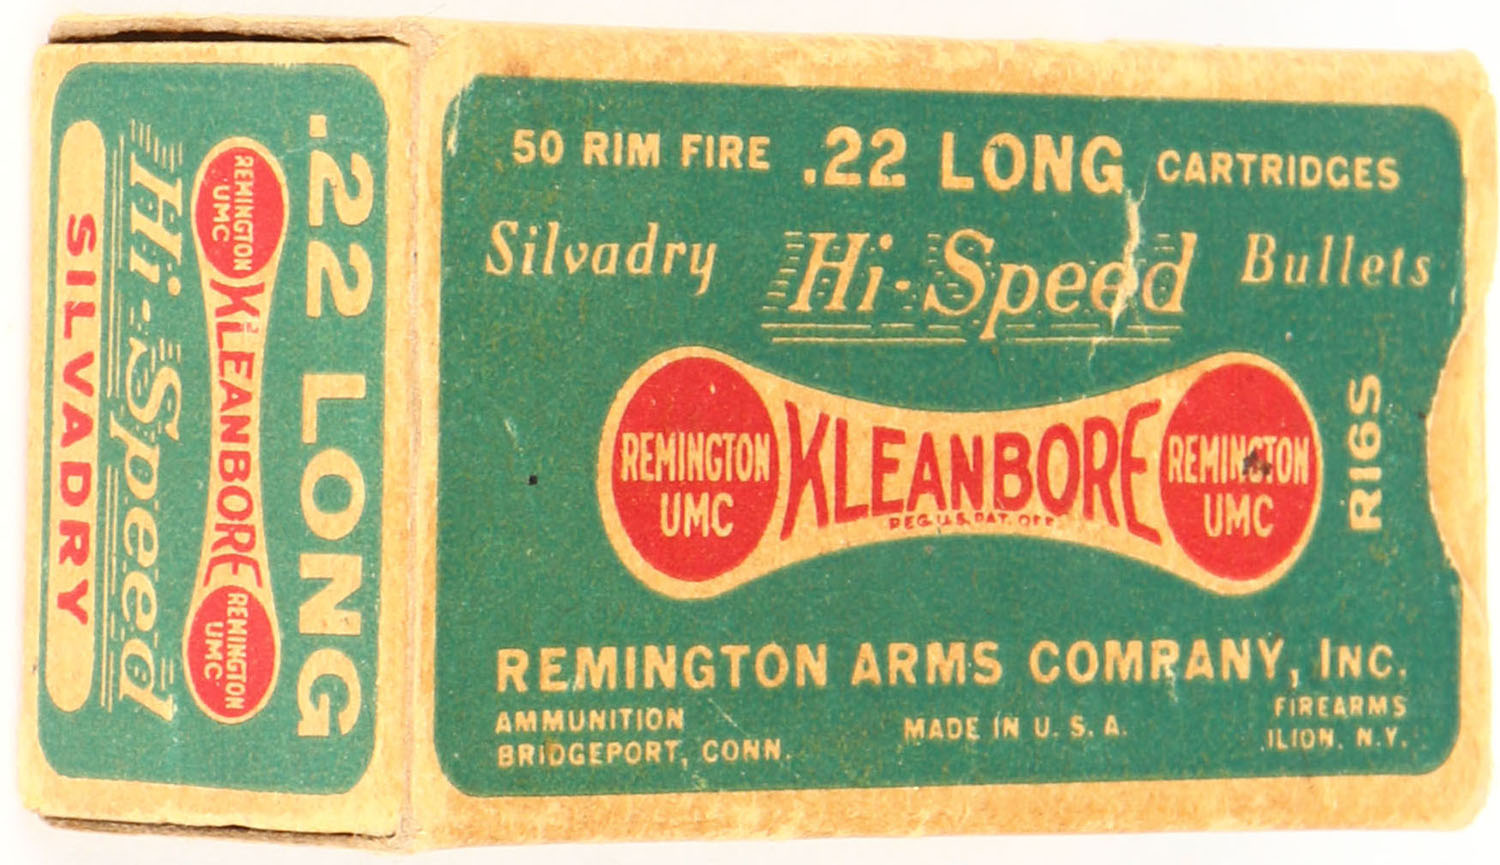 .22 LONG
REMINGTON
UMC
KLEANBORE
REMINGTON
UMC
Hi-Speed
SILVADRY
50 RIM FIRE .22 LONG CARTRIDGES
Silvadry Hi-Speed Bullets
REMINGTON
UMC
KLEANBORE
REG. U.S. PAT. OFF.
REMINGTON
UMC
R16S
REMINGTON ARMS COMPANY, INC.
AMMUNITION
BRIDGEPORT, CONN.
MADE IN U. S. A.
FIREARMS
ILION, N.Y.